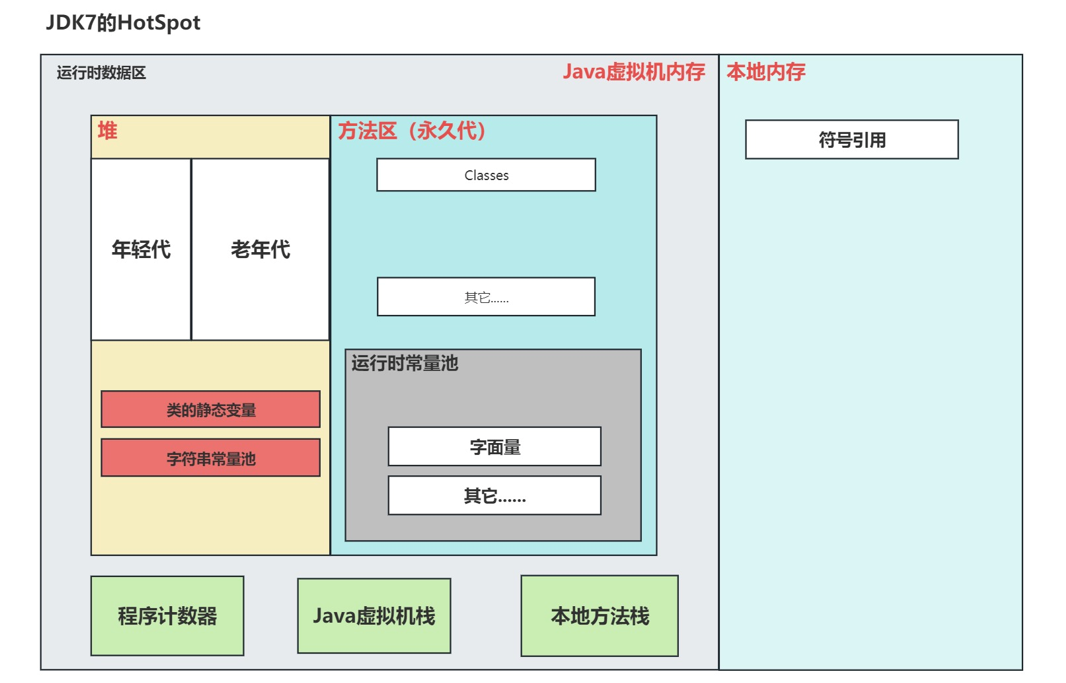 JDK7的HotSpot
运行时数据区
Java虚拟机内存
本地内存
堆
方法区（永久代）
符号引用
Classes
年轻代
老年代
其它......
运行时常量池
类的静态变量
字符串常量池
字面量
其它......
程序计数器
Java虚拟机栈
本地方法栈